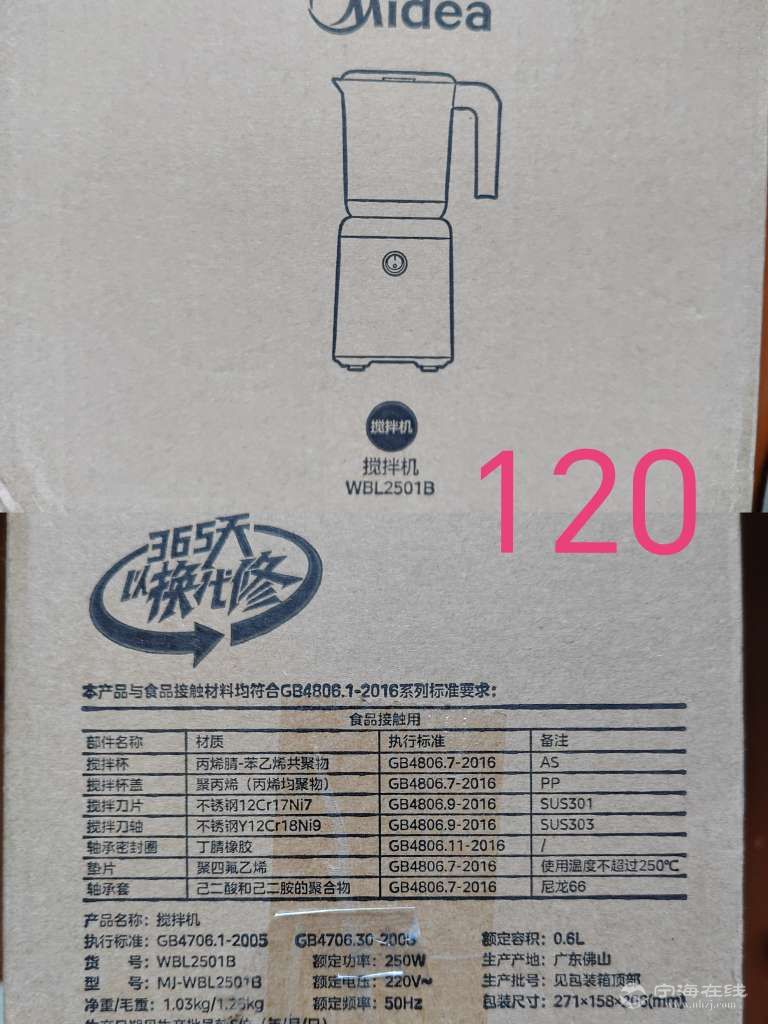 Midea
搅拌机
搅拌机
WBL2501B
120
365天
以换代修
本产品与食品接触材料均符合GB4806.1-2016系列标准要求:
食品接触用
部件名称 材质 执行标准 备注
搅拌杯 丙烯腈-苯乙烯共聚物 GB4806.7-2016 AS
搅拌杯盖 聚丙烯（丙烯均聚物） GB4806.7-2016 PP
搅拌刀片 不锈钢12Cr17Ni7 GB4806.9-2016 SUS301
搅拌刀轴 不锈钢Y12Cr18Ni9 GB4806.9-2016 SUS303
轴承密封圈 丁腈橡胶 GB4806.11-2016 /
垫片 聚四氟乙烯 GB4806.7-2016 使用温度不超过250℃
轴承套 己二酸和己二胺的聚合物 GB4806.7-2016 尼龙66
产品名称: 搅拌机
执行标准: GB4706.1-2005 GB4706.30-2005 额定容积: 0.6L
货 号: WBL2501B 额定功率: 250W 生产产地: 广东佛山
型 号: MJ-WBL2501B 额定电压: 220V~ 生产批号: 见包装箱顶部
净重/毛重: 1.03kg/1.25kg 额定频率: 50Hz 包装尺寸: 271×158×266(mm)
宁海在线
www.nhzj.com